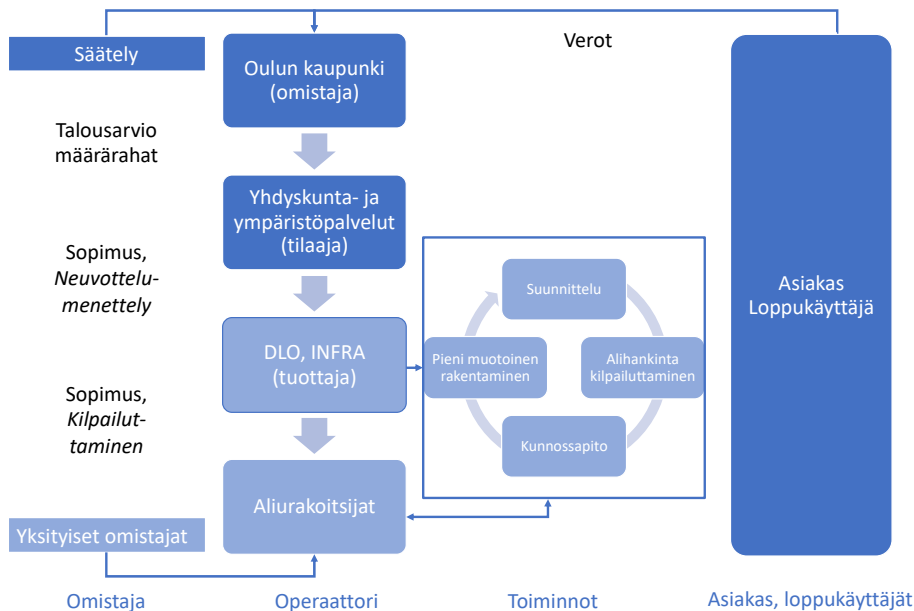 Säätely
Verot
Oulun kaupunki
(omistaja)
Talousarvio
määrärahat
Yhdyskunta- ja
ympäristöpalvelut
(tilaaja)
Sopimus,
Neuvottelu-
menettely
Asiakas
Loppukäyttäjä
Suunnittelu
DLO, INFRA
(tuottaja)
Pieni muotoinen
rakentaminen
Alihankinta
kilpailuttaminen
Sopimus,
Kilpailut-
taminen
Kunnossapito
Aliurakoitsijat
Yksityiset omistajat
Omistaja
Operaattori
Toiminnot
Asiakas, loppukäyttäjät